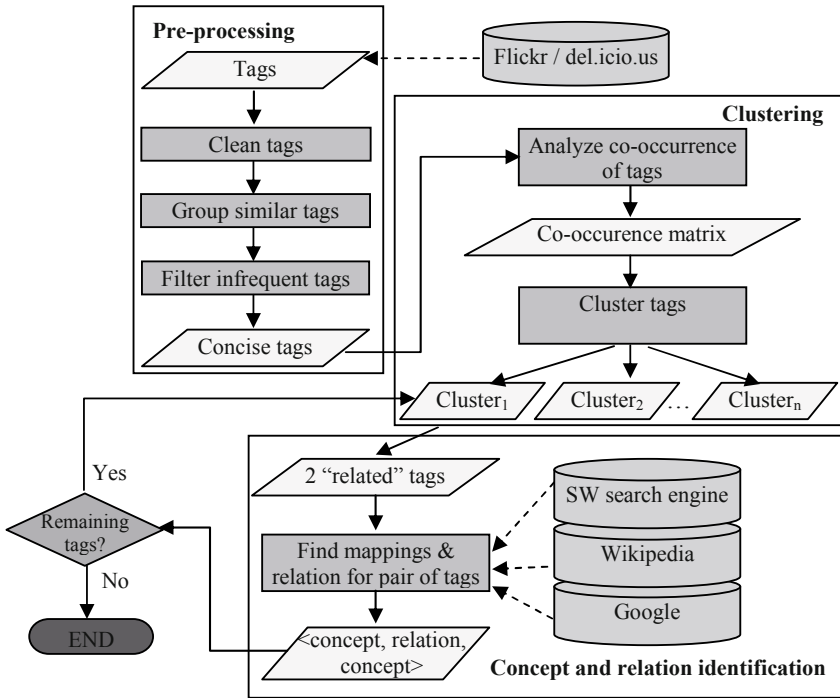 Pre-processing
Flickr / del.icio.us
Tags
Clean tags
Group similar tags
Filter infrequent tags
Concise tags
Clustering
Analyze co-occurrence
of tags
Co-occurence matrix
Cluster tags
Cluster1
Cluster2
...
Clustern
2 “related” tags
SW search engine
Wikipedia
Google
Find mappings &
relation for pair of tags
<concept, relation,
concept>
Concept and relation identification
Yes
Remaining
tags?
No
END